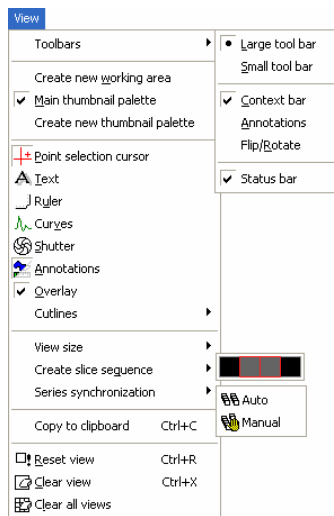 View
Toolbars
Create new working area
Main thumbnail palette
Create new thumbnail palette
Point selection cursor
Text
Ruler
Curves
Shutter
Annotations
Overlay
Cutlines
View size
Create slice sequence
Series synchronization
Copy to clipboard Ctrl+C
Reset view Ctrl+R
Clear view Ctrl+X
Clear all views
Large tool bar
Small tool bar
Context bar
Annotations
Flip/Rotate
Status bar
Auto
Manual